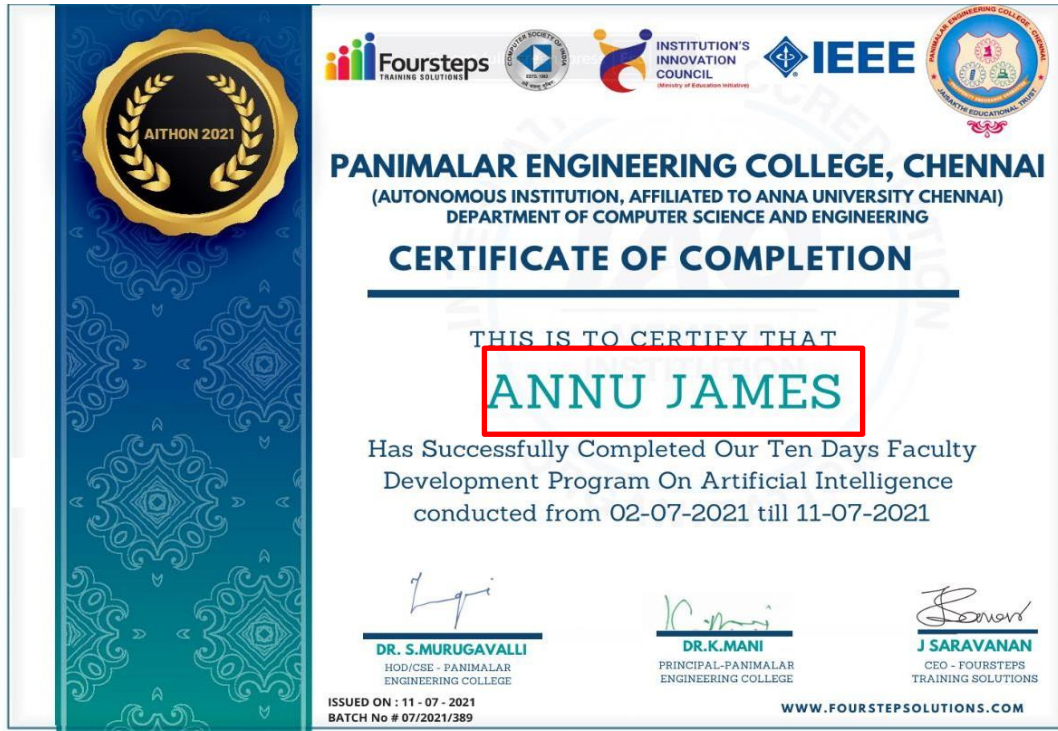 AITHON 2021
Foursteps
TRAINING SOLUTIONS
COMPUTER SOCIETY OF INDIA
ESTD. 1965
INSTITUTION'S
INNOVATION
COUNCIL
(Ministry of Education Initiative)
IEEE
PANIMALAR ENGINEERING COLLEGE - CHENNAI
JAISAKTHI EDUCATIONAL TRUST
PANIMALAR ENGINEERING COLLEGE, CHENNAI
(AUTONOMOUS INSTITUTION, AFFILIATED TO ANNA UNIVERSITY CHENNAI)
DEPARTMENT OF COMPUTER SCIENCE AND ENGINEERING
CERTIFICATE OF COMPLETION
THIS IS TO CERTIFY THAT
INSTITUTION
ANNU JAMES
Has Successfully Completed Our Ten Days Faculty
Development Program On Artificial Intelligence
conducted from 02-07-2021 till 11-07-2021
DR. S.MURUGAVALLI
HOD/CSE - PANIMALAR
ENGINEERING COLLEGE
DR.K.MANI
PRINCIPAL-PANIMALAR
ENGINEERING COLLEGE
J SARAVANAN
CEO - FOURSTEPS
TRAINING SOLUTIONS
ISSUED ON : 11 - 07 - 2021
BATCH No # 07/2021/389
WWW.FOURSTEPSOLUTIONS.COM